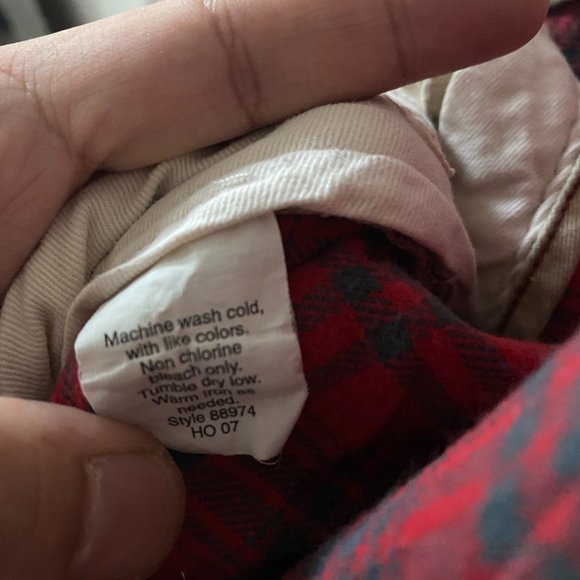 Machine wash cold,
with like colors.
Non chlorine
bleach only.
Tumble dry low.
Warm iron as
needed.
Style 88974
HO 07